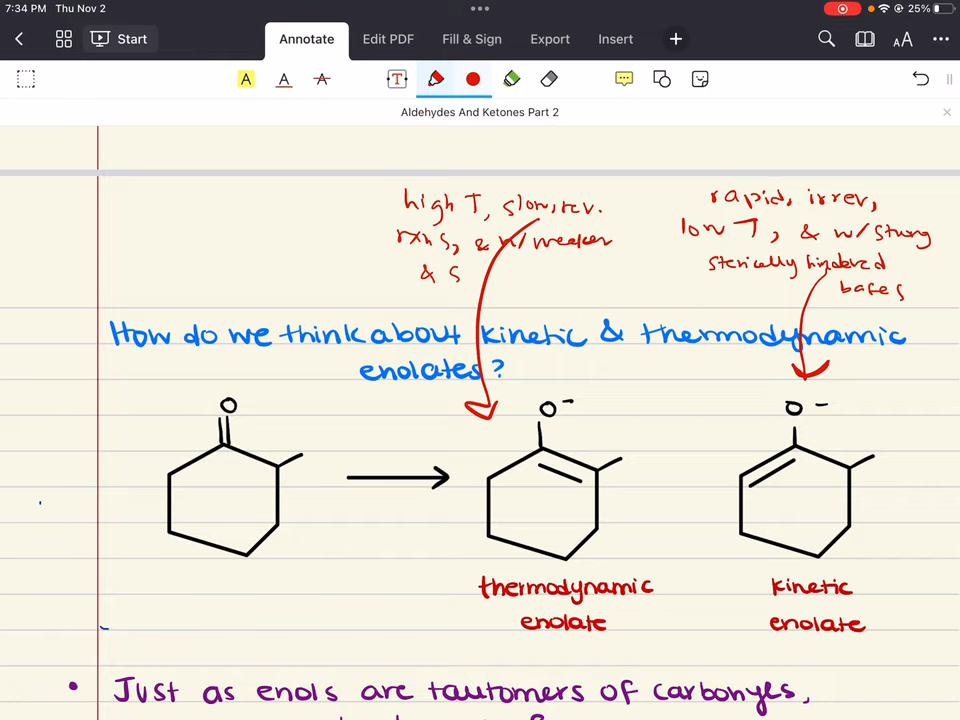 7:34 PM Thu Nov 2
25%
Start
Annotate Edit PDF Fill & Sign Export Insert
Aldehydes And Ketones Part 2
high T, slow, rev.
rxns, & w/ weaker
& s
rapid, irrev,
low T, & w/ strong
sterically hindered
bases
How do we think about kinetic & thermodynamic
enolates?
O
O-
O-
thermodynamic
enolate
kinetic
enolate
• Just as enols are tautomers of carbonyls,